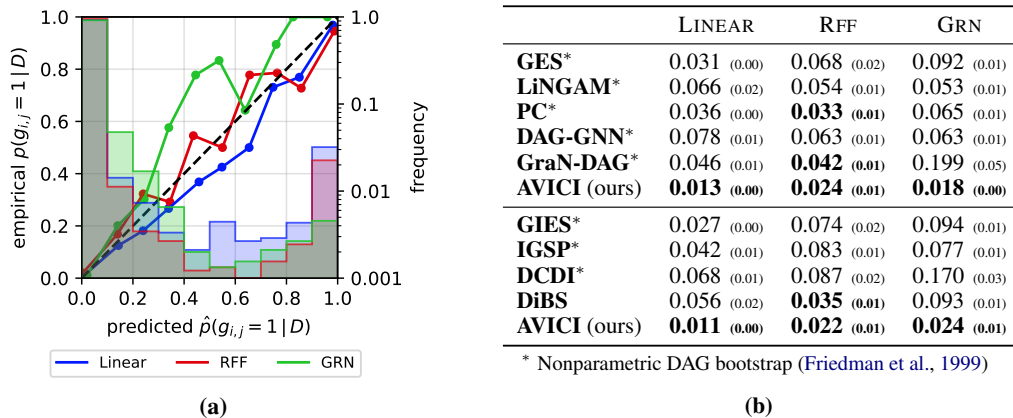 1.0
0.8
0.6
0.4
0.2
0.0
empirical p(g_{i,j} = 1 | D)
1.0
0.1
0.01
0.001
frequency
0.0 0.2 0.4 0.6 0.8 1.0
predicted p̂(g_{i,j} = 1 | D)
Linear RFF GRN
(a)
LINEAR RFF GRN
GES* 0.031 (0.00) 0.068 (0.02) 0.092 (0.01)
LiNGAM* 0.066 (0.02) 0.054 (0.01) 0.053 (0.01)
PC* 0.036 (0.00) 0.033 (0.01) 0.065 (0.01)
DAG-GNN* 0.078 (0.01) 0.063 (0.01) 0.063 (0.01)
GraN-DAG* 0.046 (0.01) 0.042 (0.01) 0.199 (0.05)
AVICI (ours) 0.013 (0.00) 0.024 (0.01) 0.018 (0.00)
GIES* 0.027 (0.00) 0.074 (0.02) 0.094 (0.01)
IGSP* 0.042 (0.01) 0.083 (0.01) 0.077 (0.01)
DCDI* 0.068 (0.01) 0.087 (0.02) 0.170 (0.03)
DiBS 0.056 (0.02) 0.035 (0.01) 0.093 (0.01)
AVICI (ours) 0.011 (0.00) 0.022 (0.01) 0.024 (0.01)
* Nonparametric DAG bootstrap (Friedman et al., 1999)
(b)